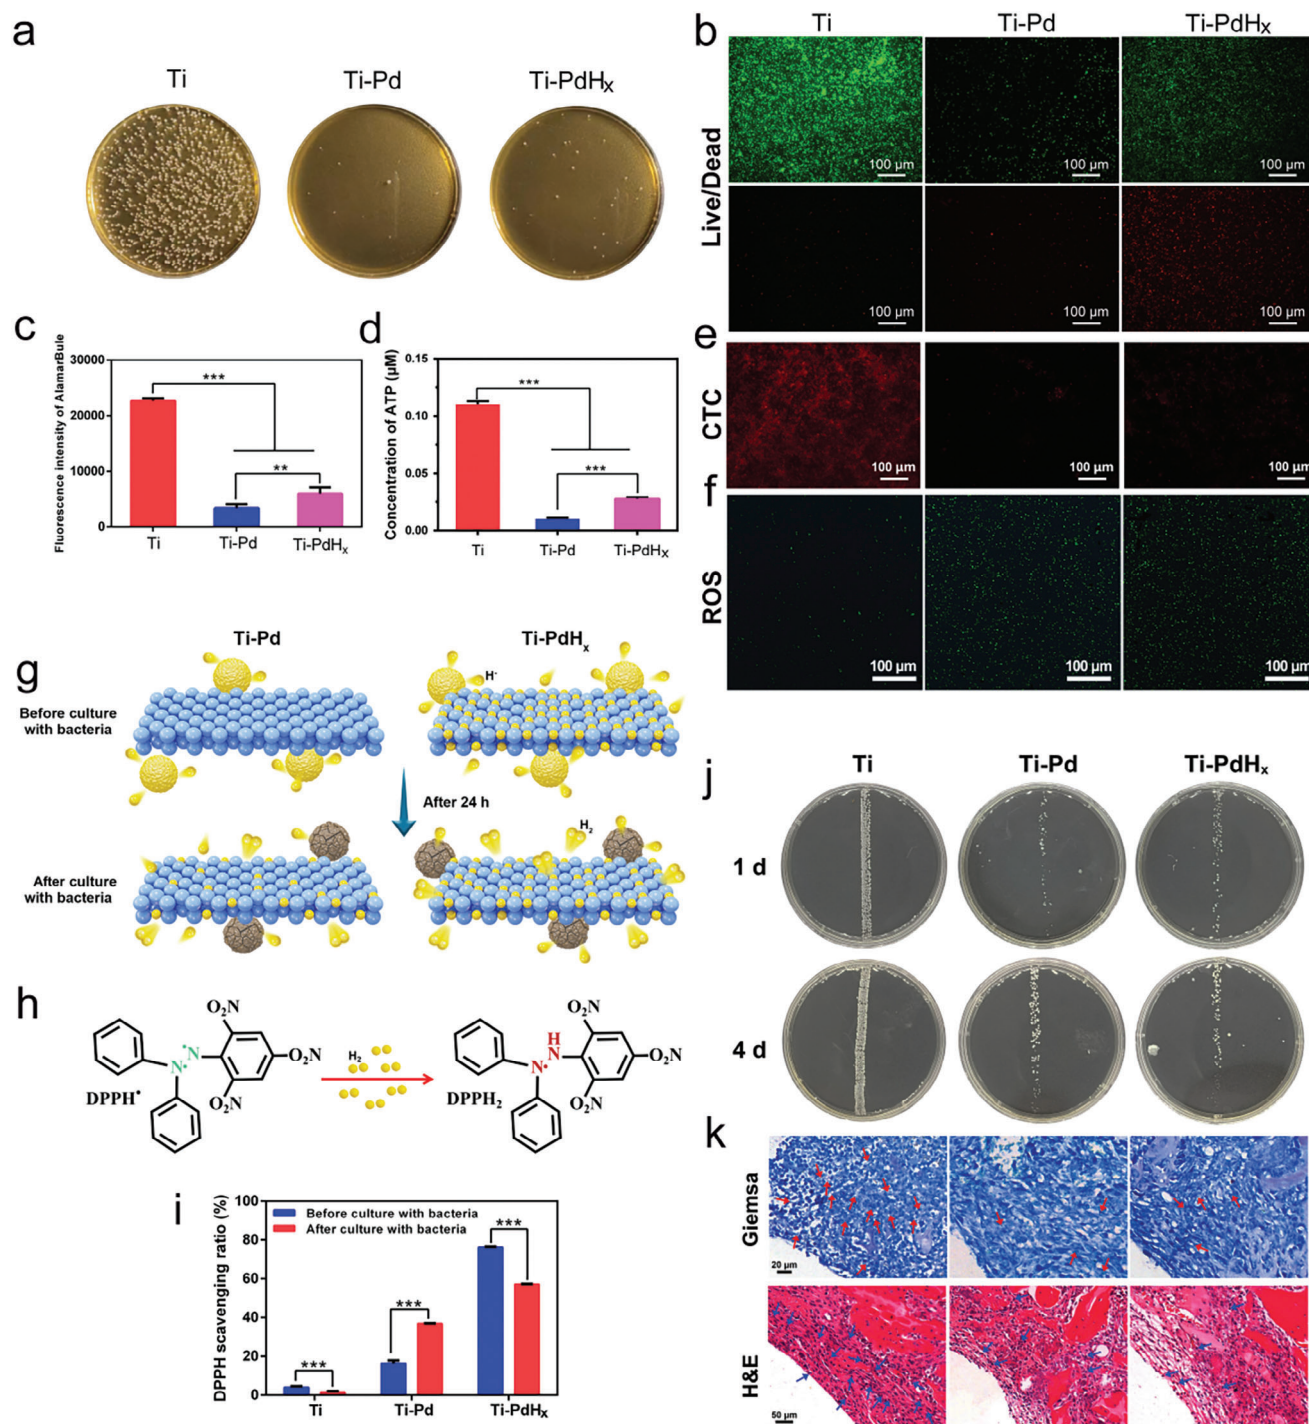 a
Ti
Ti-Pd
Ti-PdHx
b
Ti
Ti-Pd
Ti-PdHx
Live/Dead
100 µm
100 µm
100 µm
100 µm
100 µm
100 µm
c
Fluorescence intensity of AlamarBule
30000
20000
10000
0
***
**
Ti
Ti-Pd
Ti-PdHx
d
Concentration of ATP (µM)
0.15
0.10
0.05
0.00
***
***
Ti
Ti-Pd
Ti-PdHx
e
CTC
100 µm
100 µm
100 µm
f
ROS
100 µm
100 µm
100 µm
g
Ti-Pd
Ti-PdHx
Before culture
with bacteria
H·
After 24 h
H2
After culture
with bacteria
h
O2N
N
N
O2N
O2N
DPPH•
H2
O2N
H
N
N
O2N
O2N
DPPH2
i
DPPH scavenging ratio (%)
100
80
60
40
20
0
Before culture with bacteria
After culture with bacteria
***
***
***
Ti
Ti-Pd
Ti-PdHx
j
Ti
Ti-Pd
Ti-PdHx
1 d
4 d
k
Giemsa
20 µm
H&E
50 µm